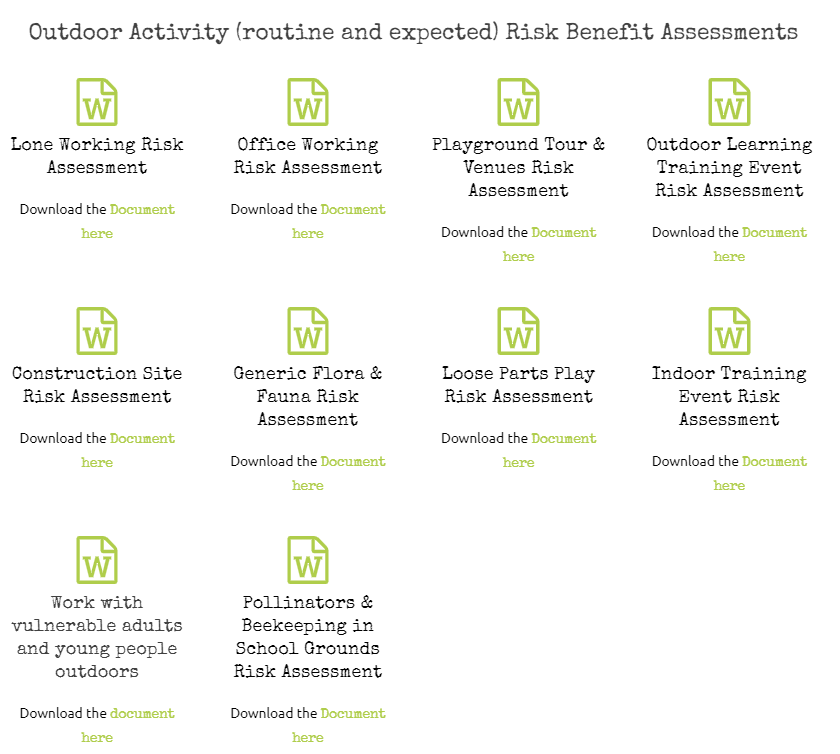 Outdoor Activity (routine and expected) Risk Benefit Assessments
W
Lone Working Risk
Assessment
Download the Document
here
W
Office Working
Risk Assessment
Download the Document
here
W
Playground Tour &
Venues Risk
Assessment
Download the Document
here
W
Outdoor Learning
Training Event
Risk Assessment
Download the Document
here
W
Construction Site
Risk Assessment
Download the Document
here
W
Generic Flora &
Fauna Risk
Assessment
Download the Document
here
W
Loose Parts Play
Risk Assessment
Download the Document
here
W
Indoor Training
Event Risk
Assessment
Download the Document
here
W
Work with
vulnerable adults
and young people
outdoors
Download the document
here
W
Pollinators &
Beekeeping in
School Grounds
Risk Assessment
Download the Document
here